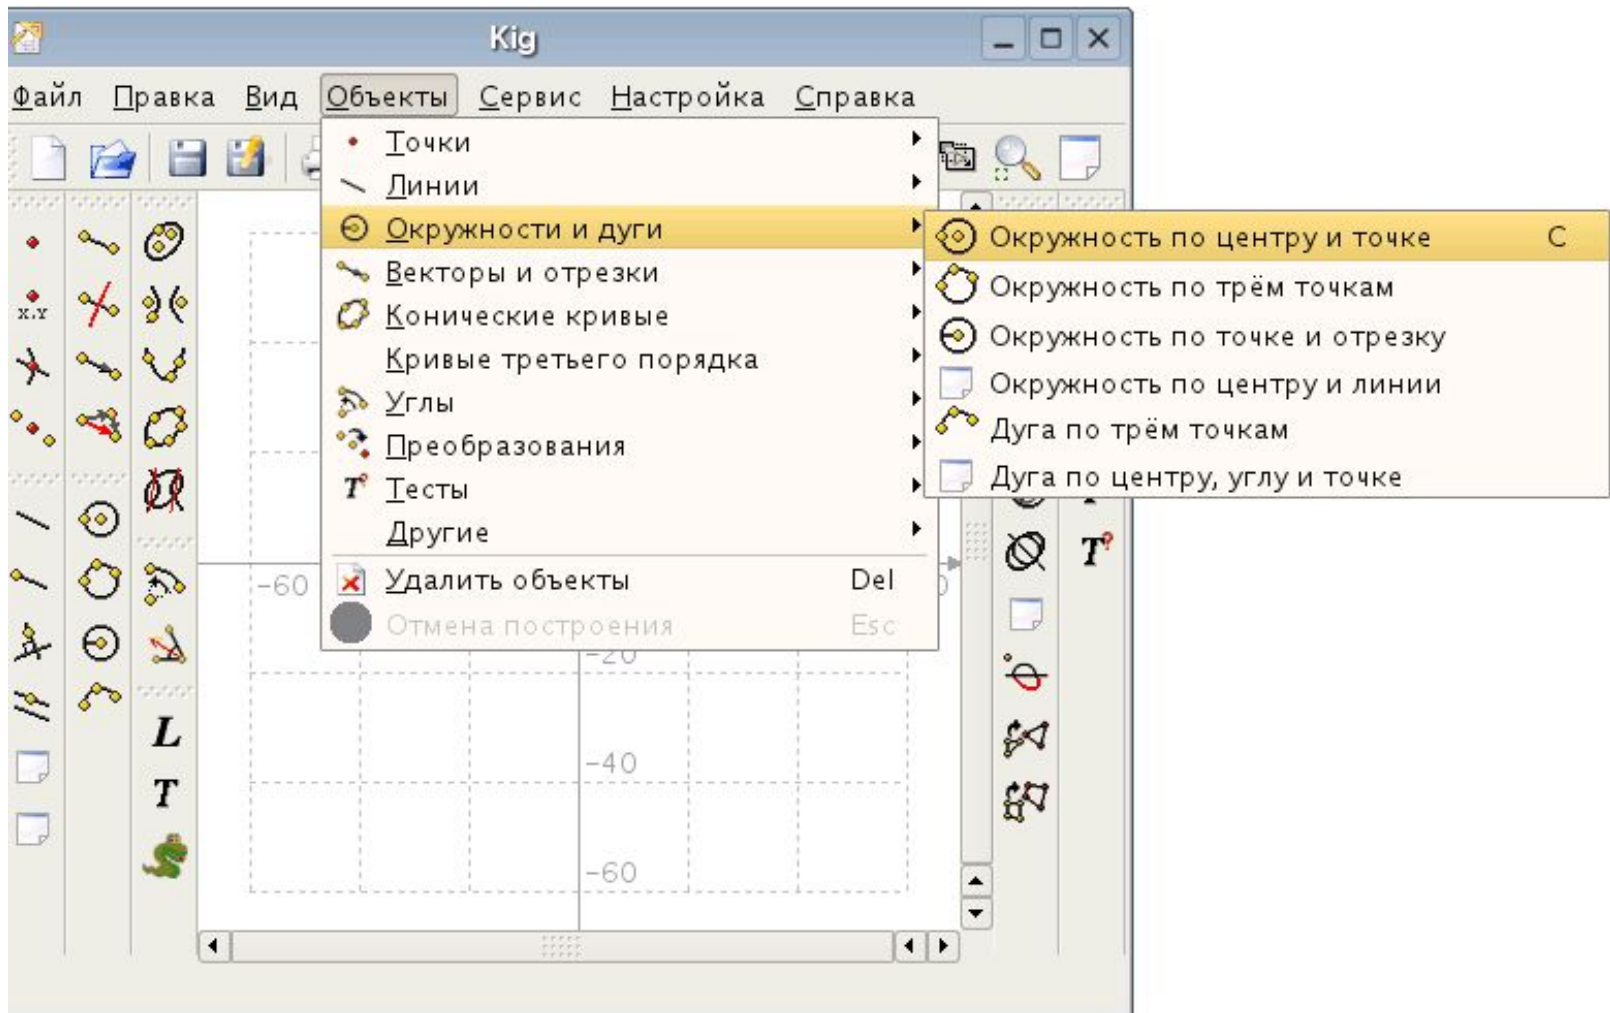 Kig
Файл Правка Вид Объекты Сервис Настройка Справка
Точки
Линии
Окружности и дуги
Векторы и отрезки
Конические кривые
Кривые третьего порядка
Углы
Преобразования
Тесты
Другие
Удалить объекты Del
Отмена построения Esc
Окружность по центру и точке C
Окружность по трём точкам
Окружность по точке и отрезку
Окружность по центру и линии
Дуга по трём точкам
Дуга по центру, углу и точке
X,Y
L
T
T?
-60
-20
-40
-60